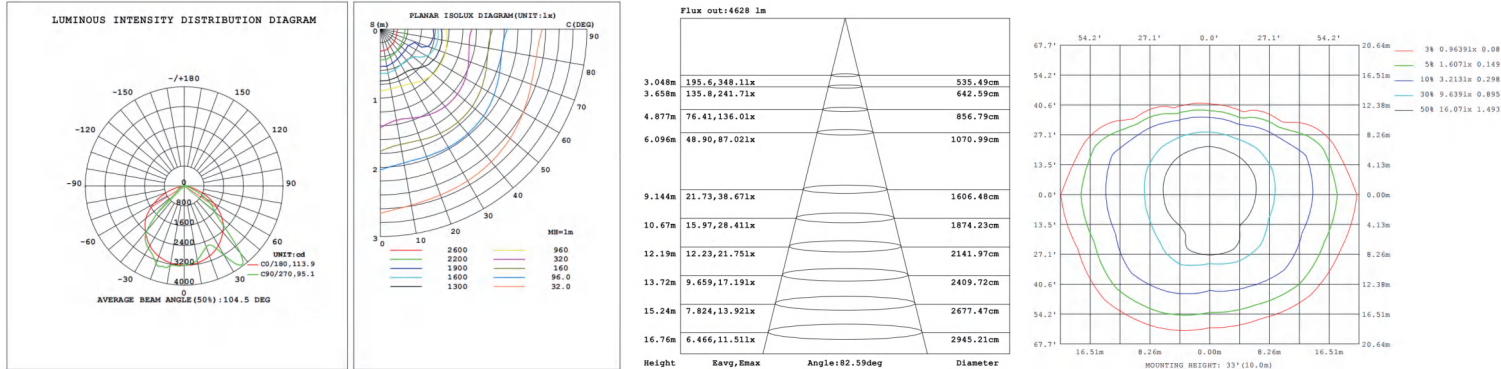 LUMINOUS INTENSITY DISTRIBUTION DIAGRAM
-/+180
-150 150
-120 120
-90 90
-60 60
-30 30
0
0
800
1600
2400
3200
4000
UNIT:cd
C0/180,113.9
C90/270,95.1
AVERAGE BEAM ANGLE(50%):104.5 DEG
PLANAR ISOLUX DIAGRAM(UNIT:lx)
S(m) C(DEG)
0 90
80
1 70
60
2 50
40
30
3 0 10 20
MH=1m
2600 960
2200 320
1900 160
1600 96.0
1300 32.0
Flux out:4628 lm
3.048m 195.6,348.1lx 535.49cm
3.658m 135.8,241.7lx 642.59cm
4.877m 76.41,136.0lx 856.79cm
6.096m 48.90,87.02lx 1070.99cm
9.144m 21.73,38.67lx 1606.48cm
10.67m 15.97,28.41lx 1874.23cm
12.19m 12.23,21.75lx 2141.97cm
13.72m 9.659,17.19lx 2409.72cm
15.24m 7.824,13.92lx 2677.47cm
16.76m 6.466,11.51lx 2945.21cm
Height Eavg,Emax Angle:82.59deg Diameter
54.2' 27.1' 0.0' 27.1' 54.2'
67.7' 20.64m
54.2' 16.51m
40.6' 12.38m
27.1' 8.26m
13.5' 4.13m
0.0' 0.00m
13.5' 4.13m
27.1' 8.26m
40.6' 12.38m
54.2' 16.51m
67.7' 20.64m
16.51m 8.26m 0.00m 8.26m 16.51m
MOUNTING HEIGHT: 33'(10.0m)
3% 0.9639lx 0.08
5% 1.607lx 0.149
10% 3.213lx 0.298
30% 9.639lx 0.895
50% 16.07lx 1.493